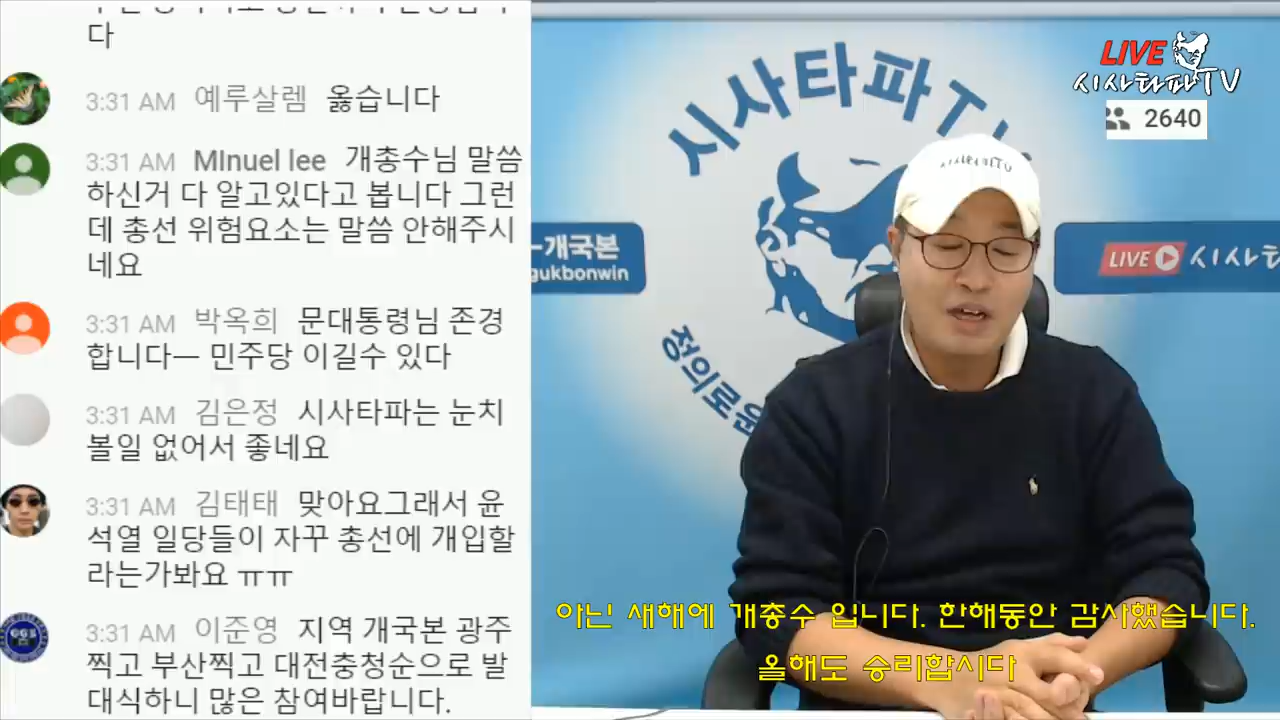 다
3:31 AM 예루살렘 옳습니다
3:31 AM MInuel lee 개총수님 말씀
하신거 다 알고있다고 봅니다 그런
데 총선 위험요소는 말씀 안해주시
네요
3:31 AM 박옥희 문대통령님 존경
합니다ㅡ 민주당 이길수 있다
3:31 AM 김은정 시사타파는 눈치
볼일 없어서 좋네요
3:31 AM 김태태 맞아요그래서 윤
석열 일당들이 자꾸 총선에 개입할
라는가봐요 ㅠㅠ
3:31 AM 이준영 지역 개국본 광주
찍고 부산찍고 대전충청순으로 발
대식하니 많은 참여바랍니다.
시사타파TV
LIVE
시사타파TV
2640
시사타파TV
-개국본
gukbonwin
LIVE 시사타
정의로운
아닌 새해에 개총수 입니다. 한해동안 감사했습니다.
올해도 승리합시다